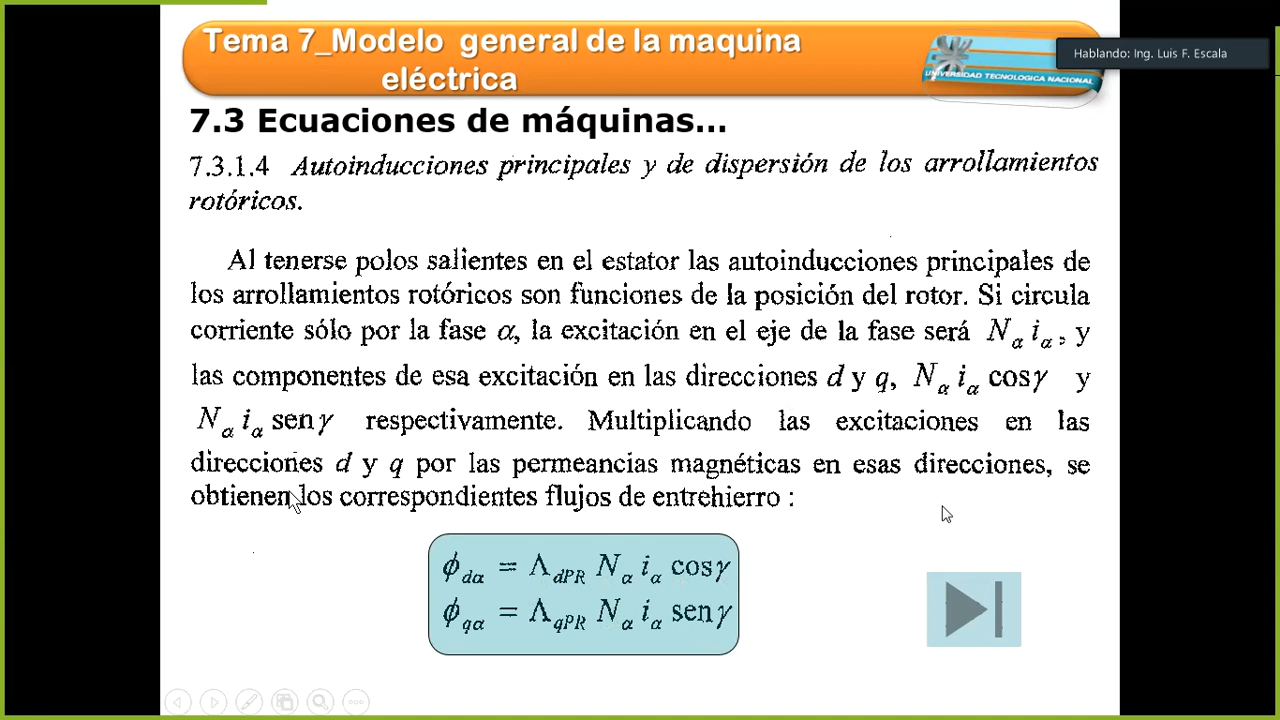 Tema 7_Modelo general de la maquina
eléctrica
UNIVERSIDAD TECNOLOGICA NACIONAL
Hablando: Ing. Luis F. Escala
7.3 Ecuaciones de máquinas...
7.3.1.4 Autoinducciones principales y de dispersión de los arrollamientos
rotóricos.
Al tenerse polos salientes en el estator las autoinducciones principales de
los arrollamientos rotóricos son funciones de la posición del rotor. Si circula
corriente sólo por la fase α, la excitación en el eje de la fase será N_α i_α, y
las componentes de esa excitación en las direcciones d y q, N_α i_α cosγ y
N_α i_α senγ respectivamente. Multiplicando las excitaciones en las
direcciones d y q por las permeancias magnéticas en esas direcciones, se
obtienen los correspondientes flujos de entrehierro :
ϕ_dα = Λ_dPR N_α i_α cosγ
ϕ_qα = Λ_qPR N_α i_α senγ